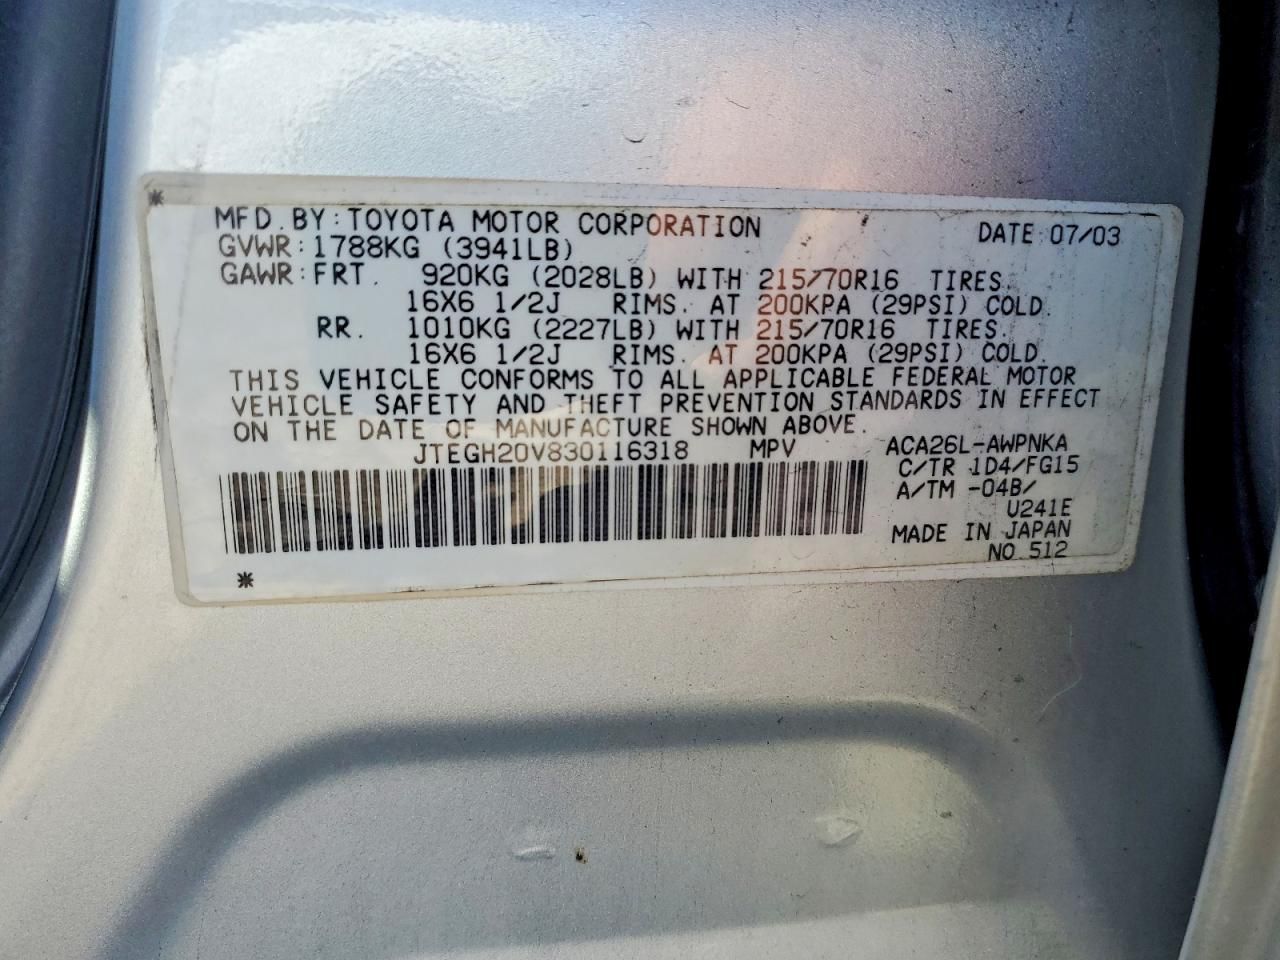 MFD. BY: TOYOTA MOTOR CORPORATION DATE 07/03
GVWR: 1788KG (3941LB)
GAWR: FRT. 920KG (2028LB) WITH 215/70R16 TIRES.
16X6 1/2J RIMS. AT 200KPA (29PSI) COLD.
RR. 1010KG (2227LB) WITH 215/70R16 TIRES.
16X6 1/2J RIMS. AT 200KPA (29PSI) COLD.
THIS VEHICLE CONFORMS TO ALL APPLICABLE FEDERAL MOTOR
VEHICLE SAFETY AND THEFT PREVENTION STANDARDS IN EFFECT
ON THE DATE OF MANUFACTURE SHOWN ABOVE.
JTEGH20V830116318 MPV ACA26L-AWPNKA
C/TR 1D4/FG15
A/TM -04B/
U241E
MADE IN JAPAN
NO.512